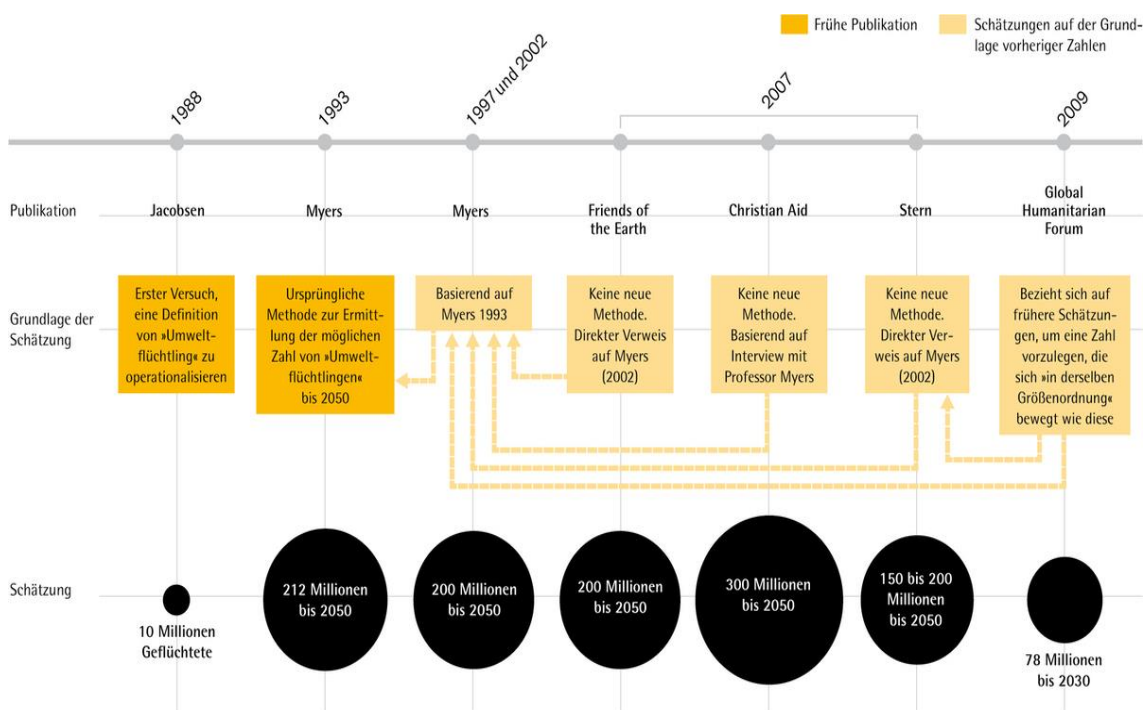 Frühe Publikation
Schätzungen auf der Grund-
lage vorheriger Zahlen
1988
1993
1997 und 2002
2007
2009
Publikation
Jacobsen
Myers
Myers
Friends of
the Earth
Christian Aid
Stern
Global
Humanitarian
Forum
Grundlage der
Schätzung
Erster Versuch,
eine Definition
von »Umwelt-
flüchtling« zu
operationalisieren
Ursprüngliche
Methode zur Ermitt-
lung der möglichen
Zahl von »Umwelt-
flüchtlingen«
bis 2050
Basierend auf
Myers 1993
Keine neue
Methode.
Direkter Verweis
auf Myers
(2002)
Keine neue
Methode.
Basierend auf
Interview mit
Professor Myers
Keine neue
Methode.
Direkter Ver-
weis auf Myers
(2002)
Bezieht sich auf
frühere Schätzun-
gen, um eine Zahl
vorzulegen, die
sich »in derselben
Größenordnung«
bewegt wie diese
Schätzung
10 Millionen
Geflüchtete
212 Millionen
bis 2050
200 Millionen
bis 2050
200 Millionen
bis 2050
300 Millionen
bis 2050
150 bis 200
Millionen
bis 2050
78 Millionen
bis 2030